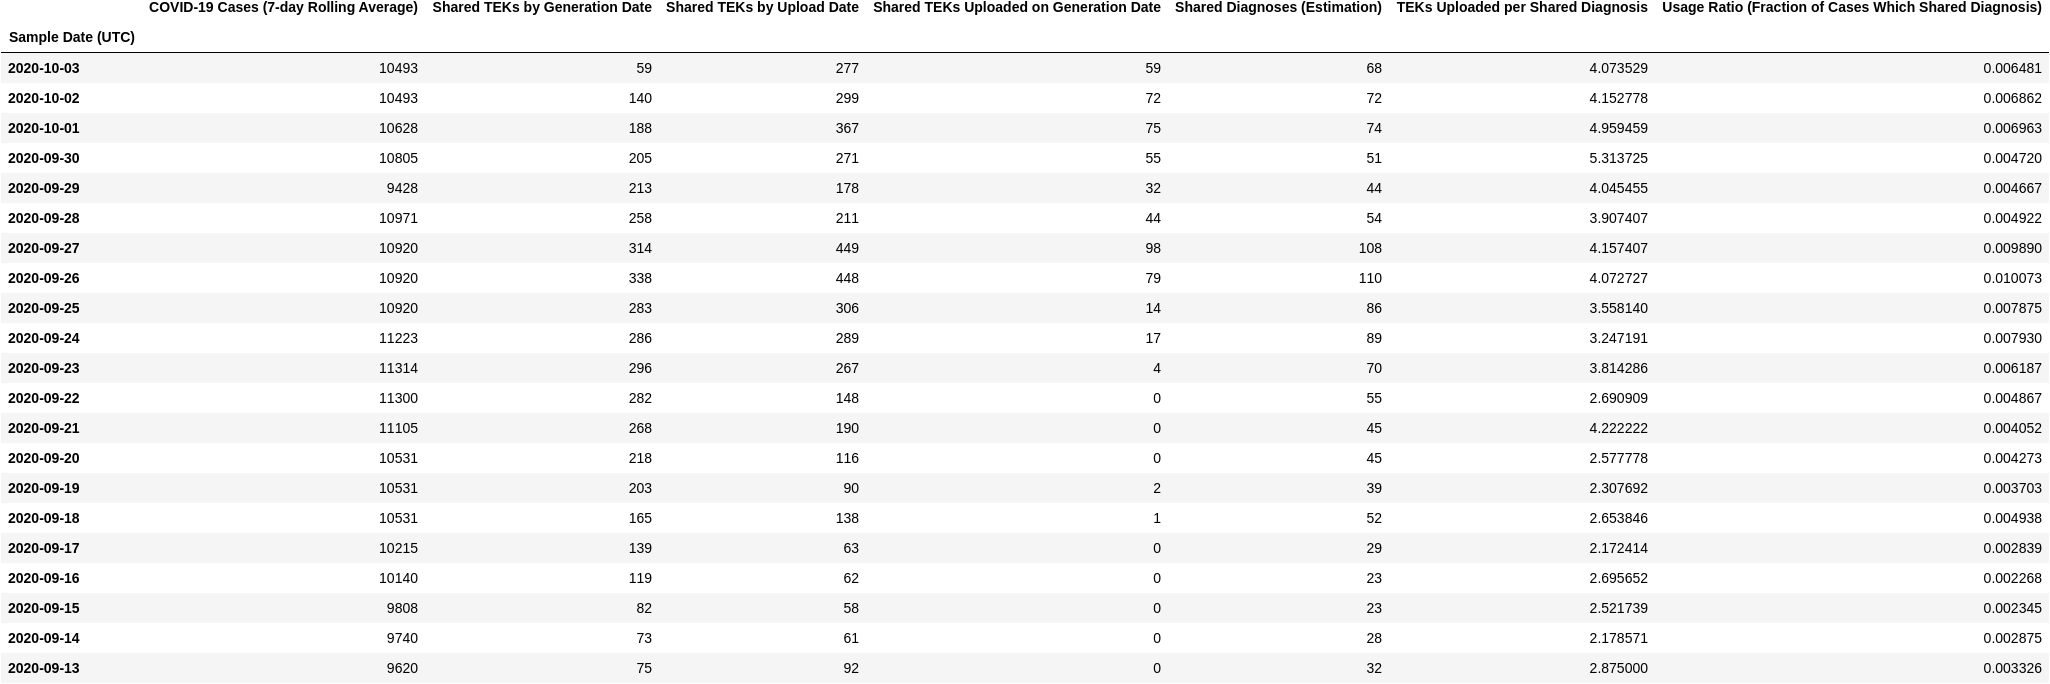 COVID-19 Cases (7-day Rolling Average) Shared TEKs by Generation Date Shared TEKs by Upload Date Shared TEKs Uploaded on Generation Date Shared Diagnoses (Estimation) TEKs Uploaded per Shared Diagnosis Usage Ratio (Fraction of Cases Which Shared Diagnosis)
Sample Date (UTC)
2020-10-03 10493 59 277 59 68 4.073529 0.006481
2020-10-02 10493 140 299 72 72 4.152778 0.006862
2020-10-01 10628 188 367 75 74 4.959459 0.006963
2020-09-30 10805 205 271 55 51 5.313725 0.004720
2020-09-29 9428 213 178 32 44 4.045455 0.004667
2020-09-28 10971 258 211 44 54 3.907407 0.004922
2020-09-27 10920 314 449 98 108 4.157407 0.009890
2020-09-26 10920 338 448 79 110 4.072727 0.010073
2020-09-25 10920 283 306 14 86 3.558140 0.007875
2020-09-24 11223 286 289 17 89 3.247191 0.007930
2020-09-23 11314 296 267 4 70 3.814286 0.006187
2020-09-22 11300 282 148 0 55 2.690909 0.004867
2020-09-21 11105 268 190 0 45 4.222222 0.004052
2020-09-20 10531 218 116 0 45 2.577778 0.004273
2020-09-19 10531 203 90 2 39 2.307692 0.003703
2020-09-18 10531 165 138 1 52 2.653846 0.004938
2020-09-17 10215 139 63 0 29 2.172414 0.002839
2020-09-16 10140 119 62 0 23 2.695652 0.002268
2020-09-15 9808 82 58 0 23 2.521739 0.002345
2020-09-14 9740 73 61 0 28 2.178571 0.002875
2020-09-13 9620 75 92 0 32 2.875000 0.003326